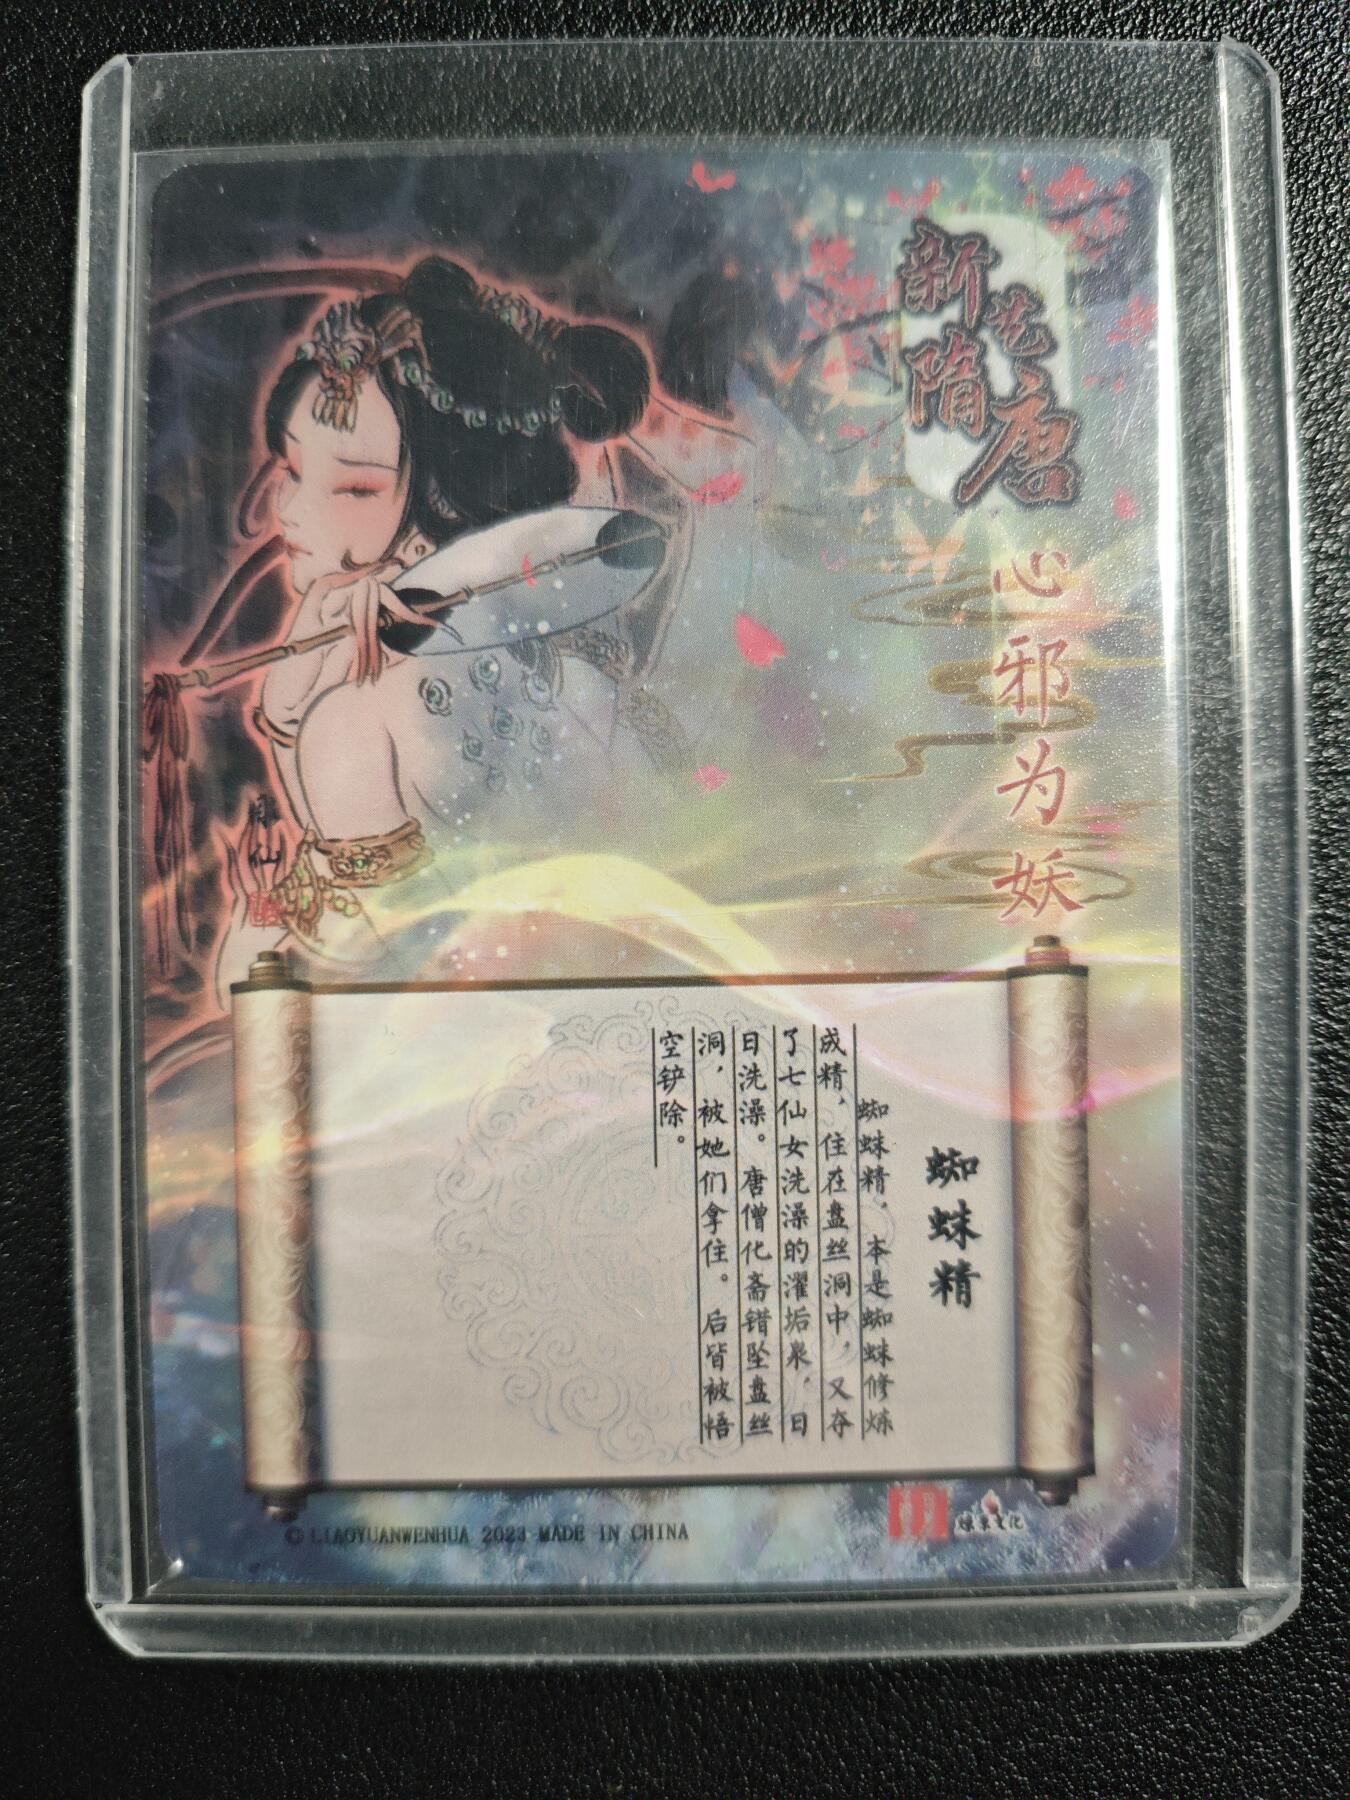 新隋唐
心邪为妖
月仙
蜘蛛精
蜘蛛精，本是蜘蛛修炼
成精，住在盘丝洞中，又夺
了七仙女洗澡的濯垢泉，日
日洗澡。唐僧化斋错坠盘丝
洞，被她们拿住。后皆被悟
空铲除。
© LIAOYUANWENHUA 2023 MADE IN CHINA
燎原文化